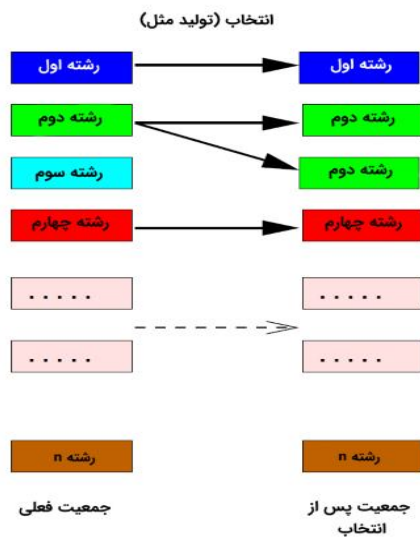 انتخاب (تولید مثل)
رشته اول
رشته اول
رشته دوم
رشته دوم
رشته سوم
رشته دوم
رشته چهارم
رشته چهارم
. . . . .
. . . . .
. . . . .
. . . . .
رشته n
رشته n
جمعیت فعلی
جمعیت پس از
انتخاب